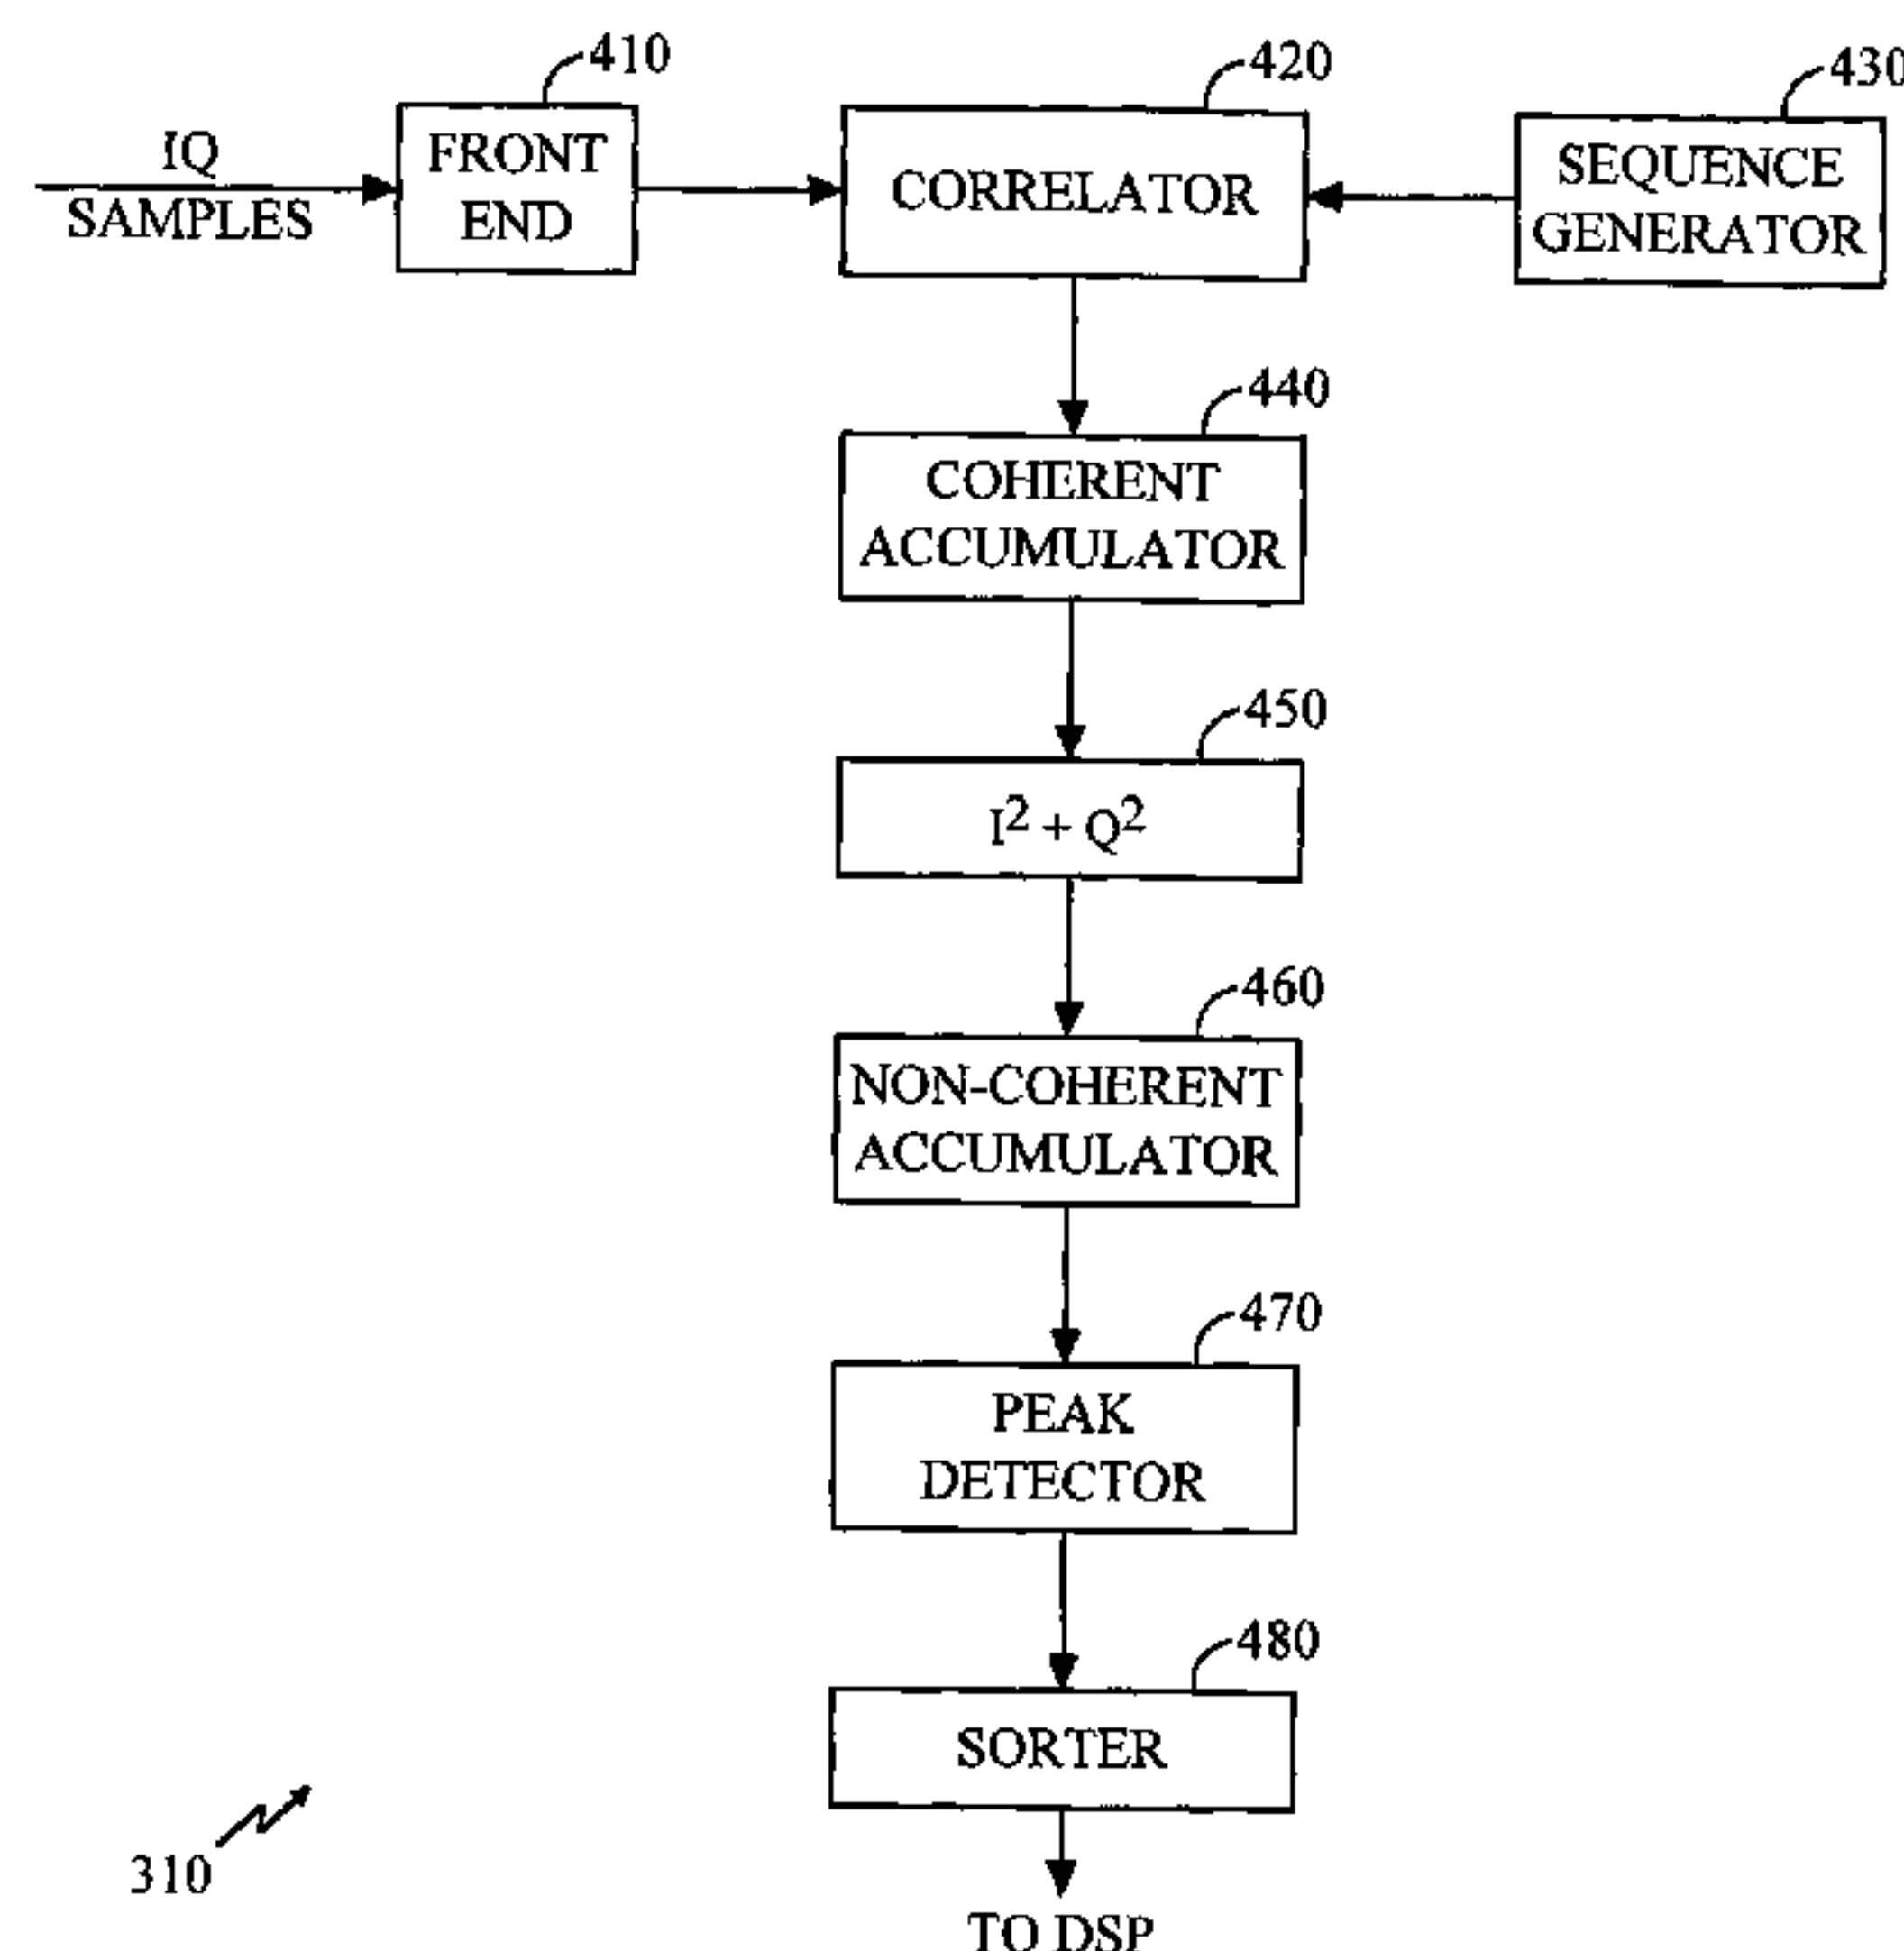 410
420
430
IQ
SAMPLES
FRONT
END
CORRELATOR
SEQUENCE
GENERATOR
440
COHERENT
ACCUMULATOR
450
I² + Q²
460
NON-COHERENT
ACCUMULATOR
470
PEAK
DETECTOR
480
SORTER
310
TO DSP